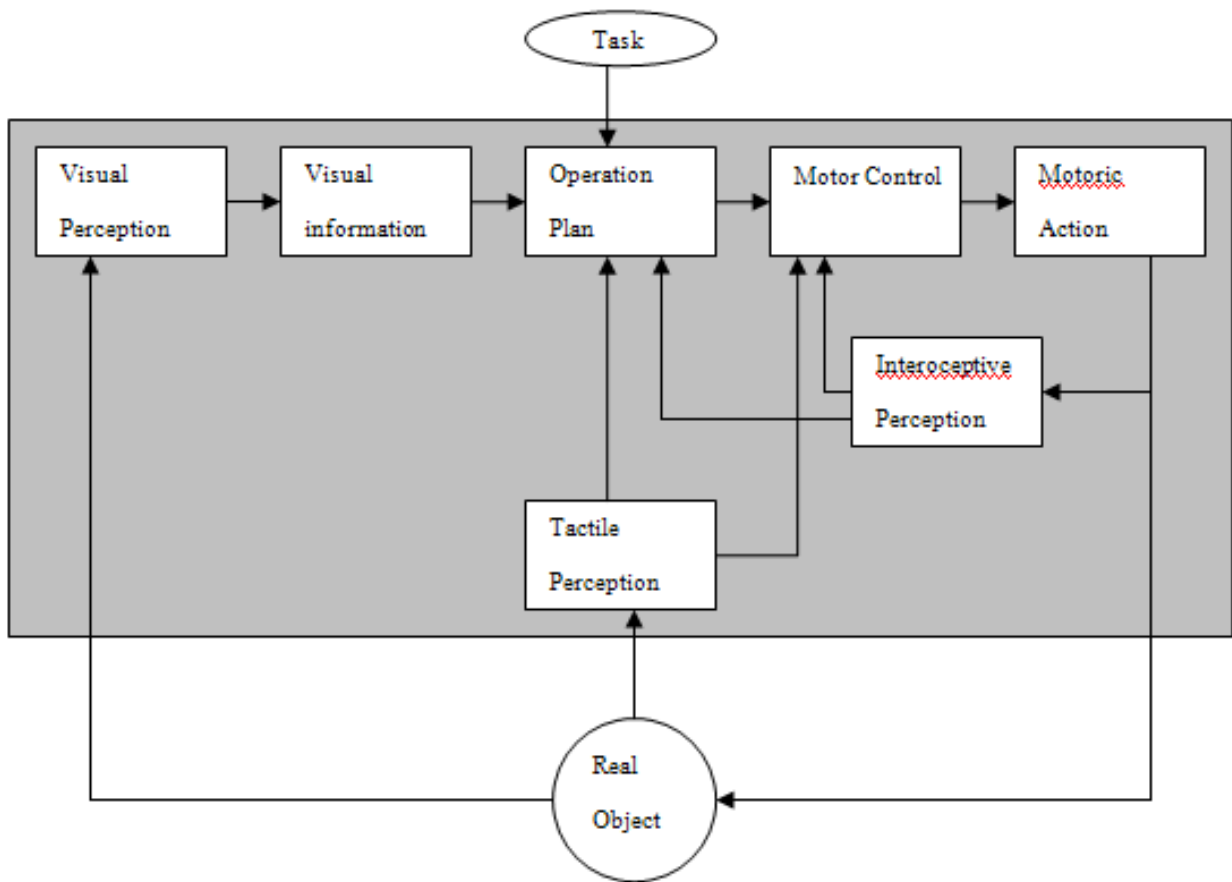 Task
Visual
Perception
Visual
information
Operation
Plan
Motor Control
Motoric
Action
Interoceptive
Perception
Tactile
Perception
Real
Object